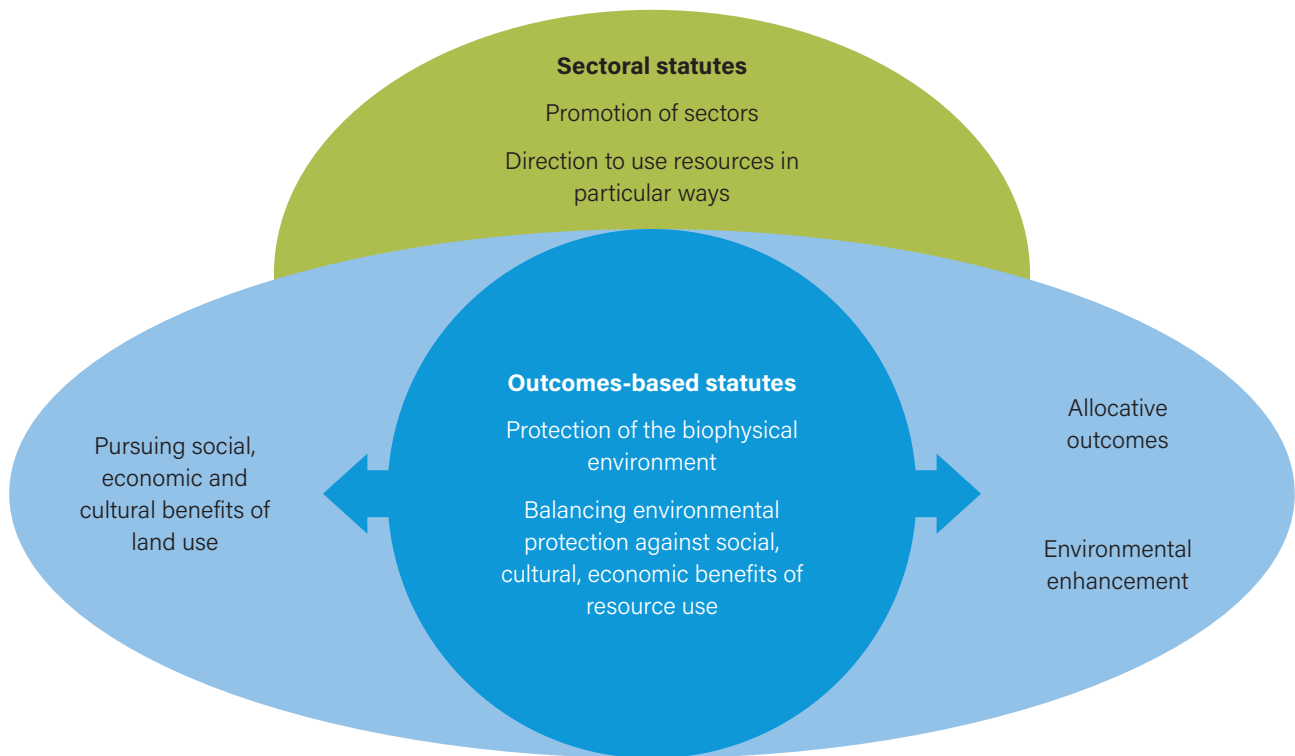 Sectoral statutes
Promotion of sectors
Direction to use resources in
particular ways
Outcomes-based statutes
Protection of the biophysical
environment
Balancing environmental
protection against social,
cultural, economic benefits of
resource use
Pursuing social,
economic and
cultural benefits of
land use
Allocative
outcomes
Environmental
enhancement